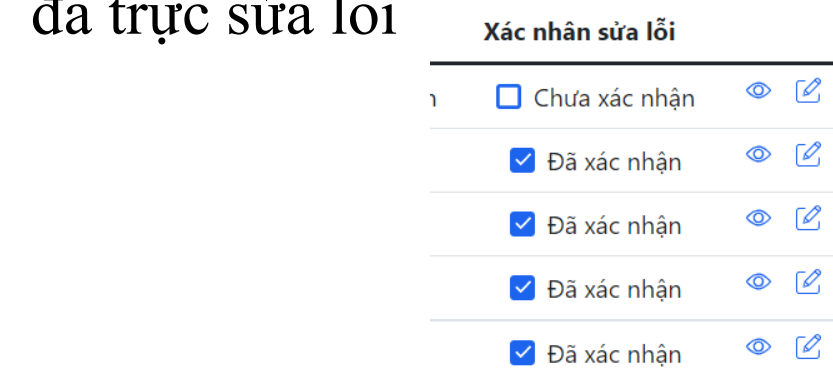 đã trực sửa lỗi
Xác nhân sửa lỗi
Chưa xác nhận
Đã xác nhận
Đã xác nhận
Đã xác nhận
Đã xác nhận